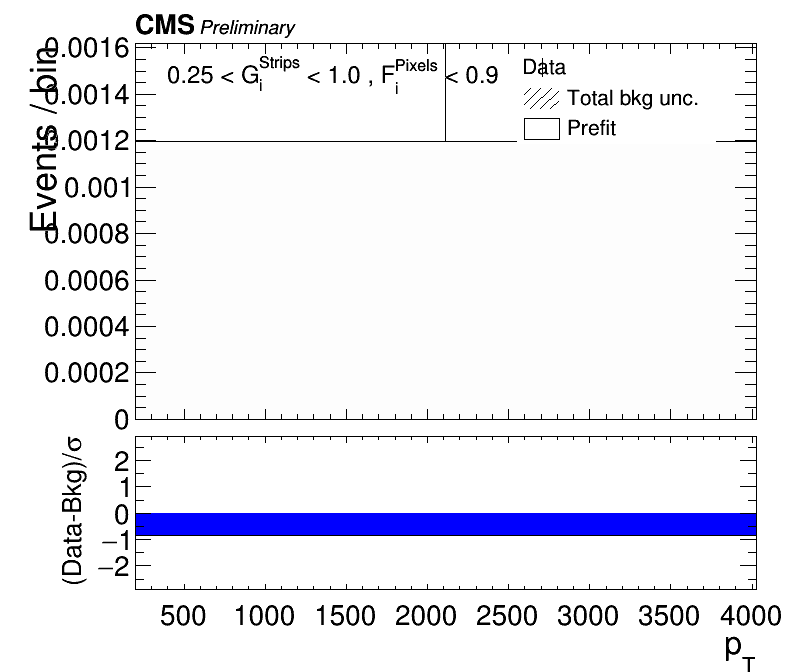 CMS Preliminary
0.0016
0.0014
0.0012
0.001
0.0008
0.0006
0.0004
0.0002
0
Events / bin
0.25 < G_i^Strips < 1.0 , F_i^Pixels < 0.9
Data
Total bkg unc.
Prefit
2
1
0
−1
−2
(Data-Bkg)/σ
500 1000 1500 2000 2500 3000 3500 4000
p_T